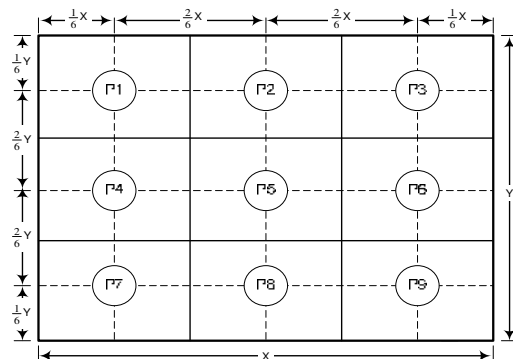 1/6 X 2/6 X 2/6 X 1/6 X
1/6 Y
P1 P2 P3
2/6 Y
P4 P5 P6
Y
2/6 Y
P7 P8 P9
1/6 Y
X